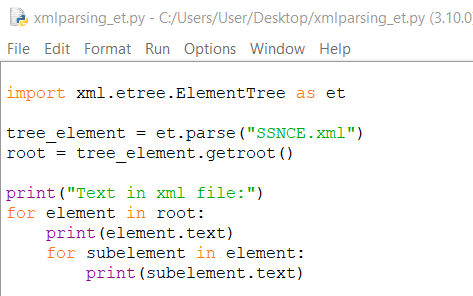 xmlparsing_et.py - C:/Users/User/Desktop/xmlparsing_et.py (3.10.0
File Edit Format Run Options Window Help
import xml.etree.ElementTree as et
tree_element = et.parse("SSNCE.xml")
root = tree_element.getroot()
print("Text in xml file:")
for element in root:
    print(element.text)
    for subelement in element:
        print(subelement.text)